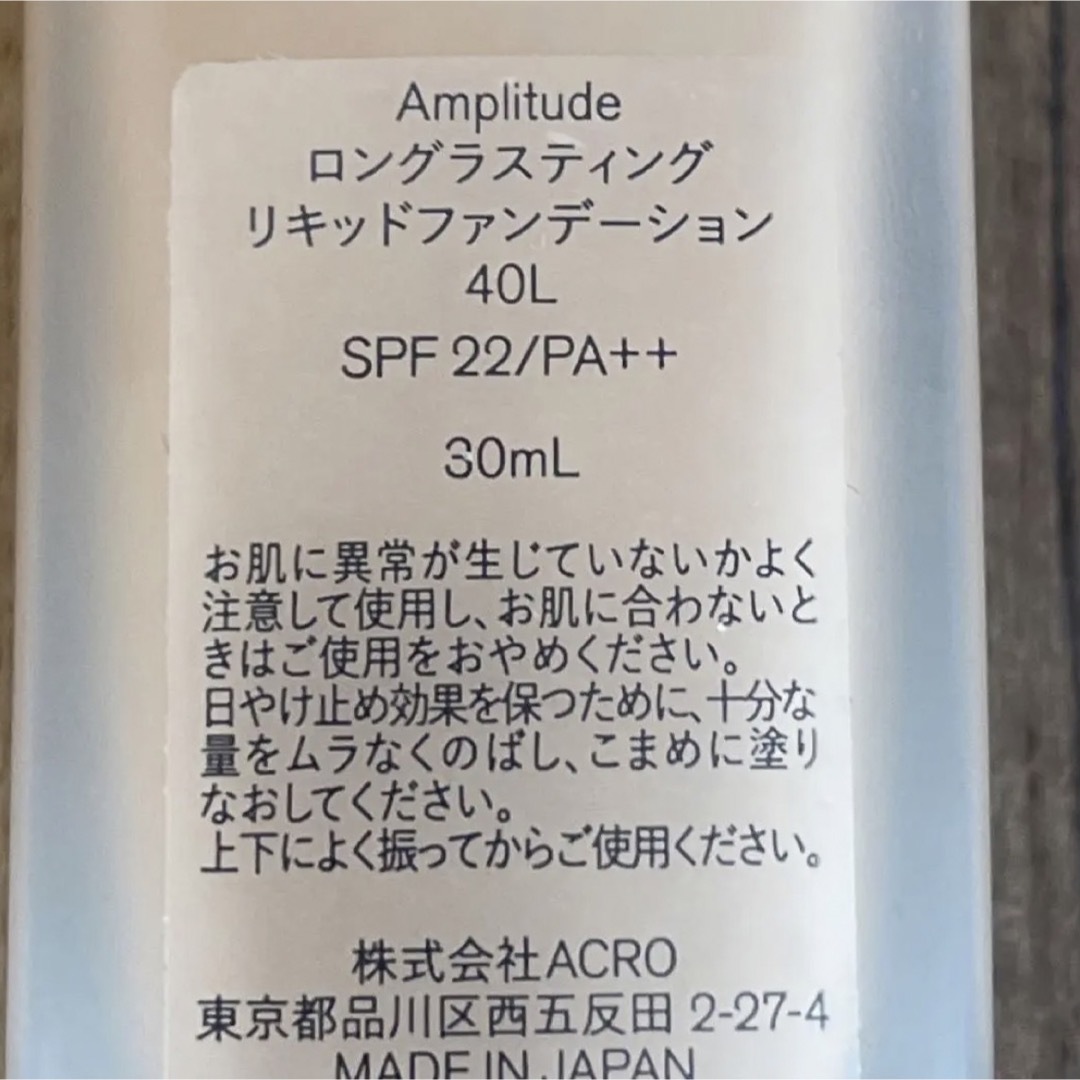 Amplitude
ロングラスティング
リキッドファンデーション
40L
SPF 22/PA++
30mL
お肌に異常が生じていないかよく
注意して使用し、お肌に合わないと
きはご使用をおやめください。
日やけ止め効果を保つために、十分な
量をムラなくのばし、こまめに塗り
なおしてください。
上下によく振ってからご使用ください。
株式会社ACRO
東京都品川区西五反田 2-27-4
MADE IN JAPAN